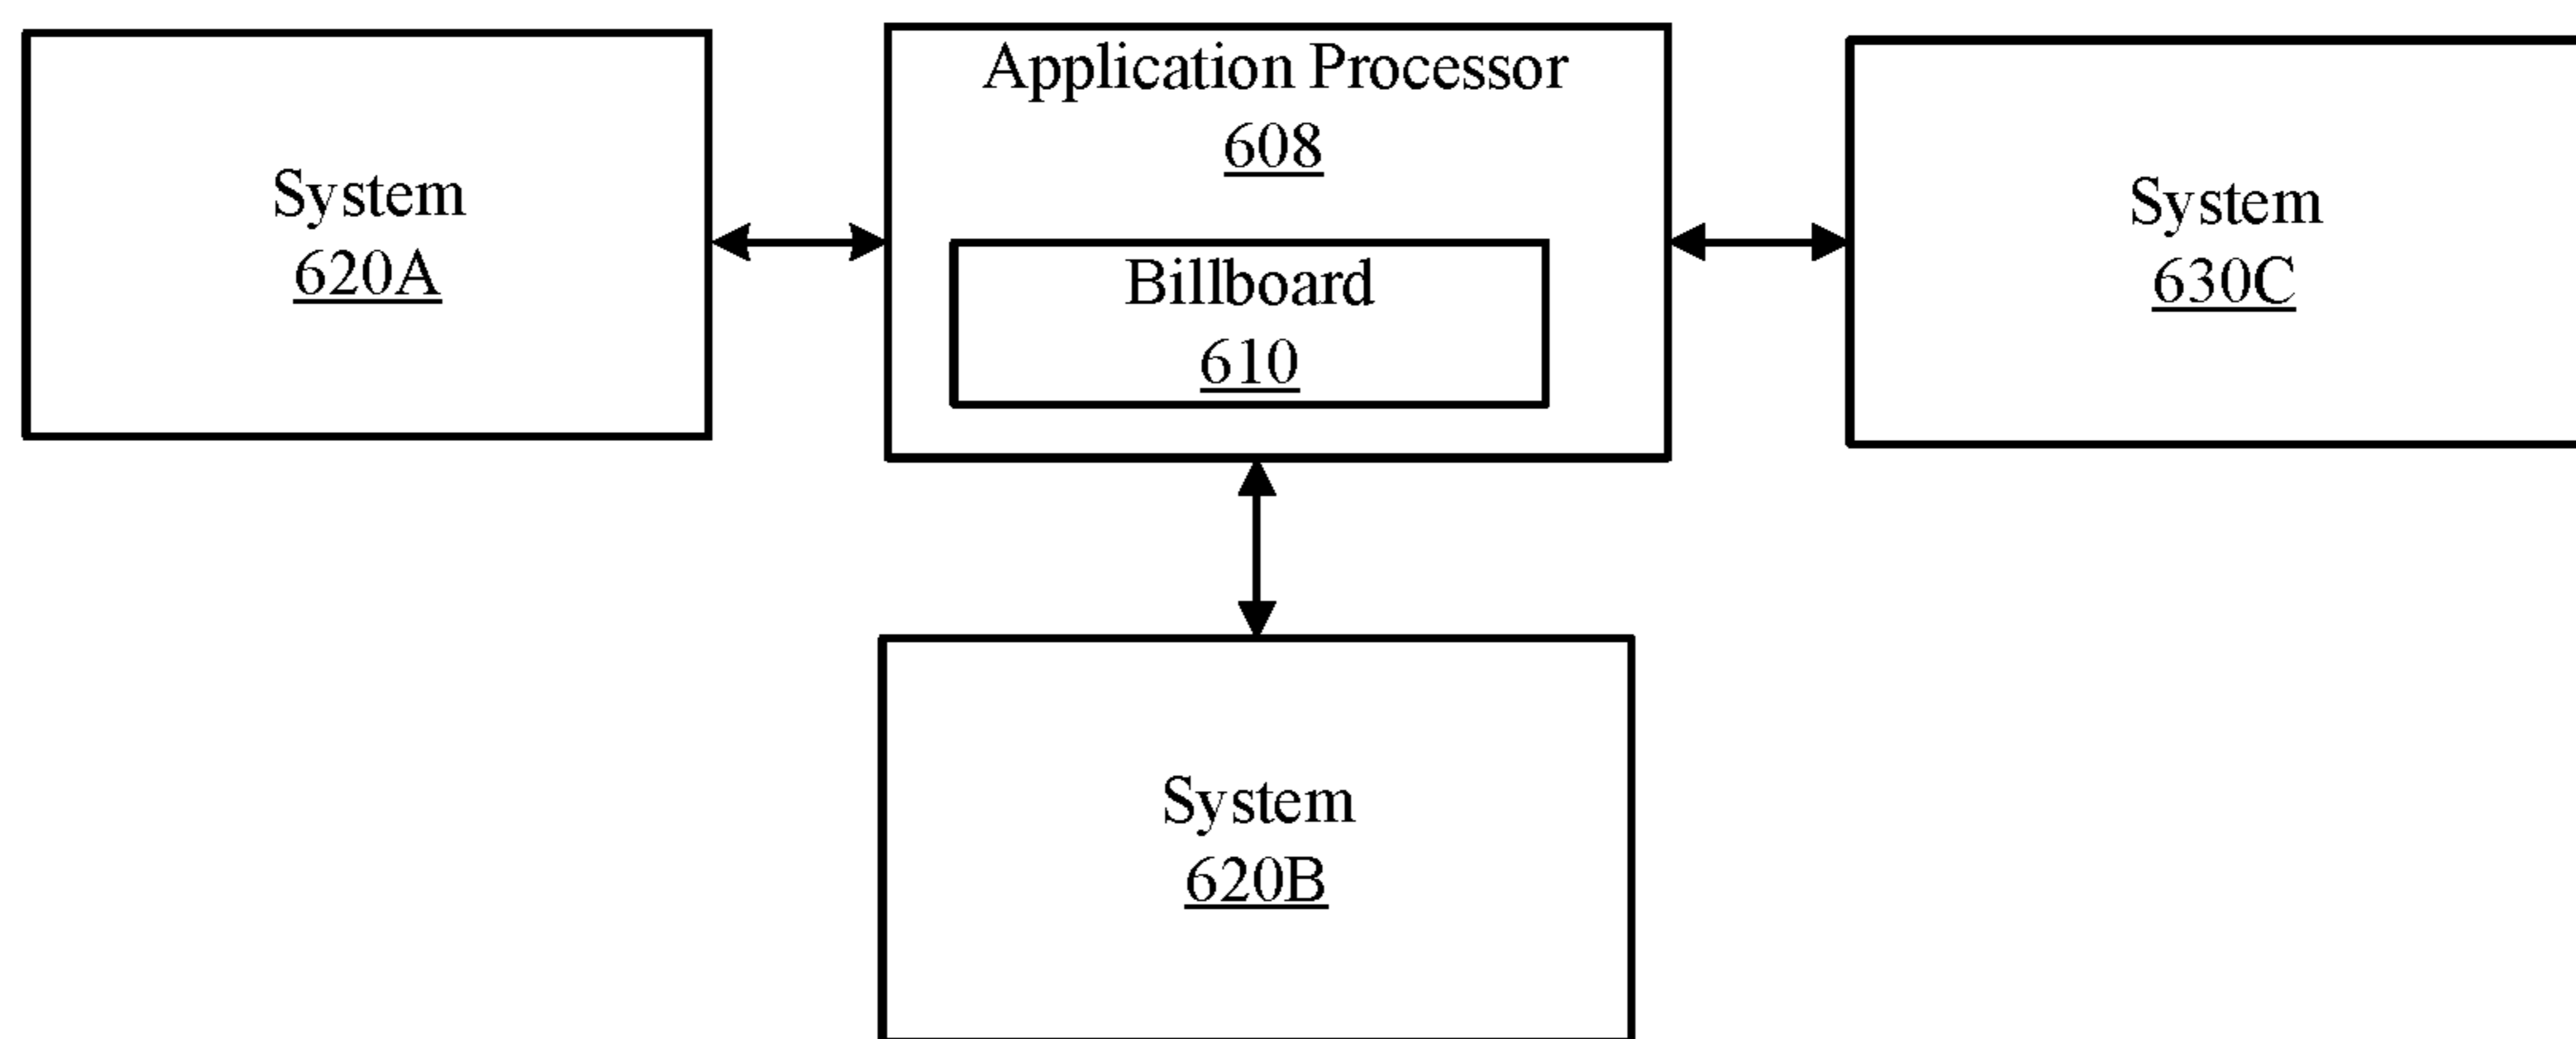 System
620A
Application Processor
608
Billboard
610
System
630C
System
620B